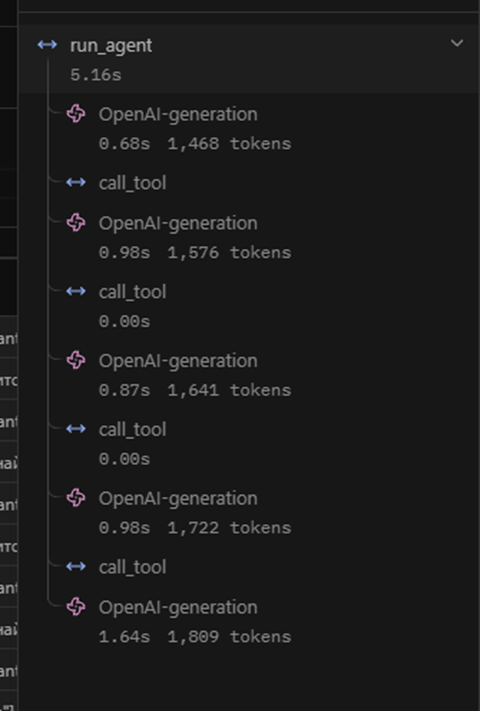 run_agent
5.16s
OpenAI-generation
0.68s 1,468 tokens
call_tool
OpenAI-generation
0.98s 1,576 tokens
call_tool
0.00s
OpenAI-generation
0.87s 1,641 tokens
call_tool
0.00s
OpenAI-generation
0.98s 1,722 tokens
call_tool
OpenAI-generation
1.64s 1,809 tokens